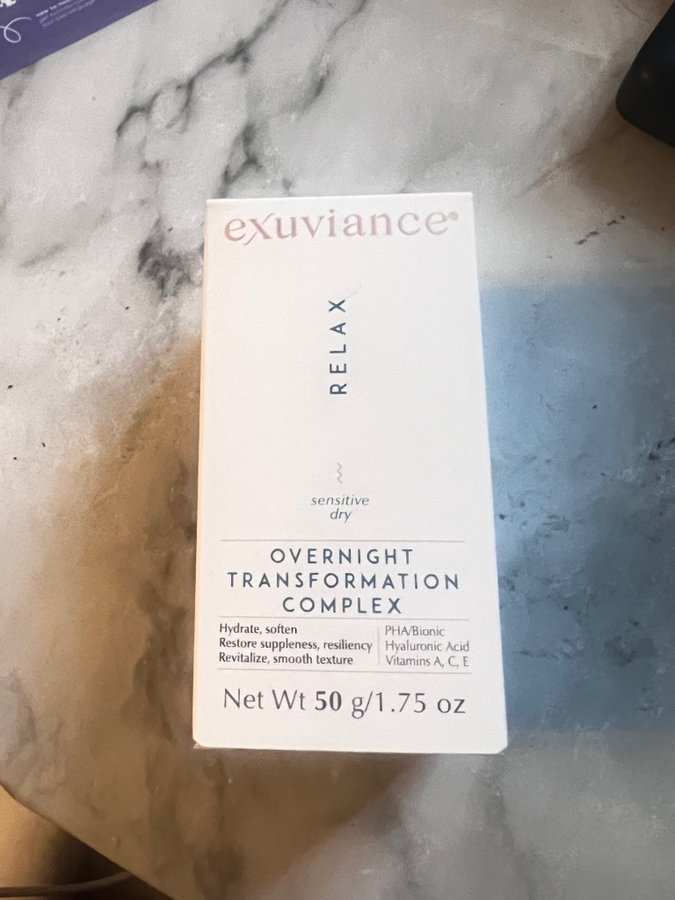 exuviance®
RELAX
sensitive
dry
OVERNIGHT
TRANSFORMATION
COMPLEX
Hydrate, soften
Restore suppleness, resiliency
Revitalize, smooth texture
PHA/Bionic
Hyaluronic Acid
Vitamins A, C, E
Net Wt 50 g/1.75 oz